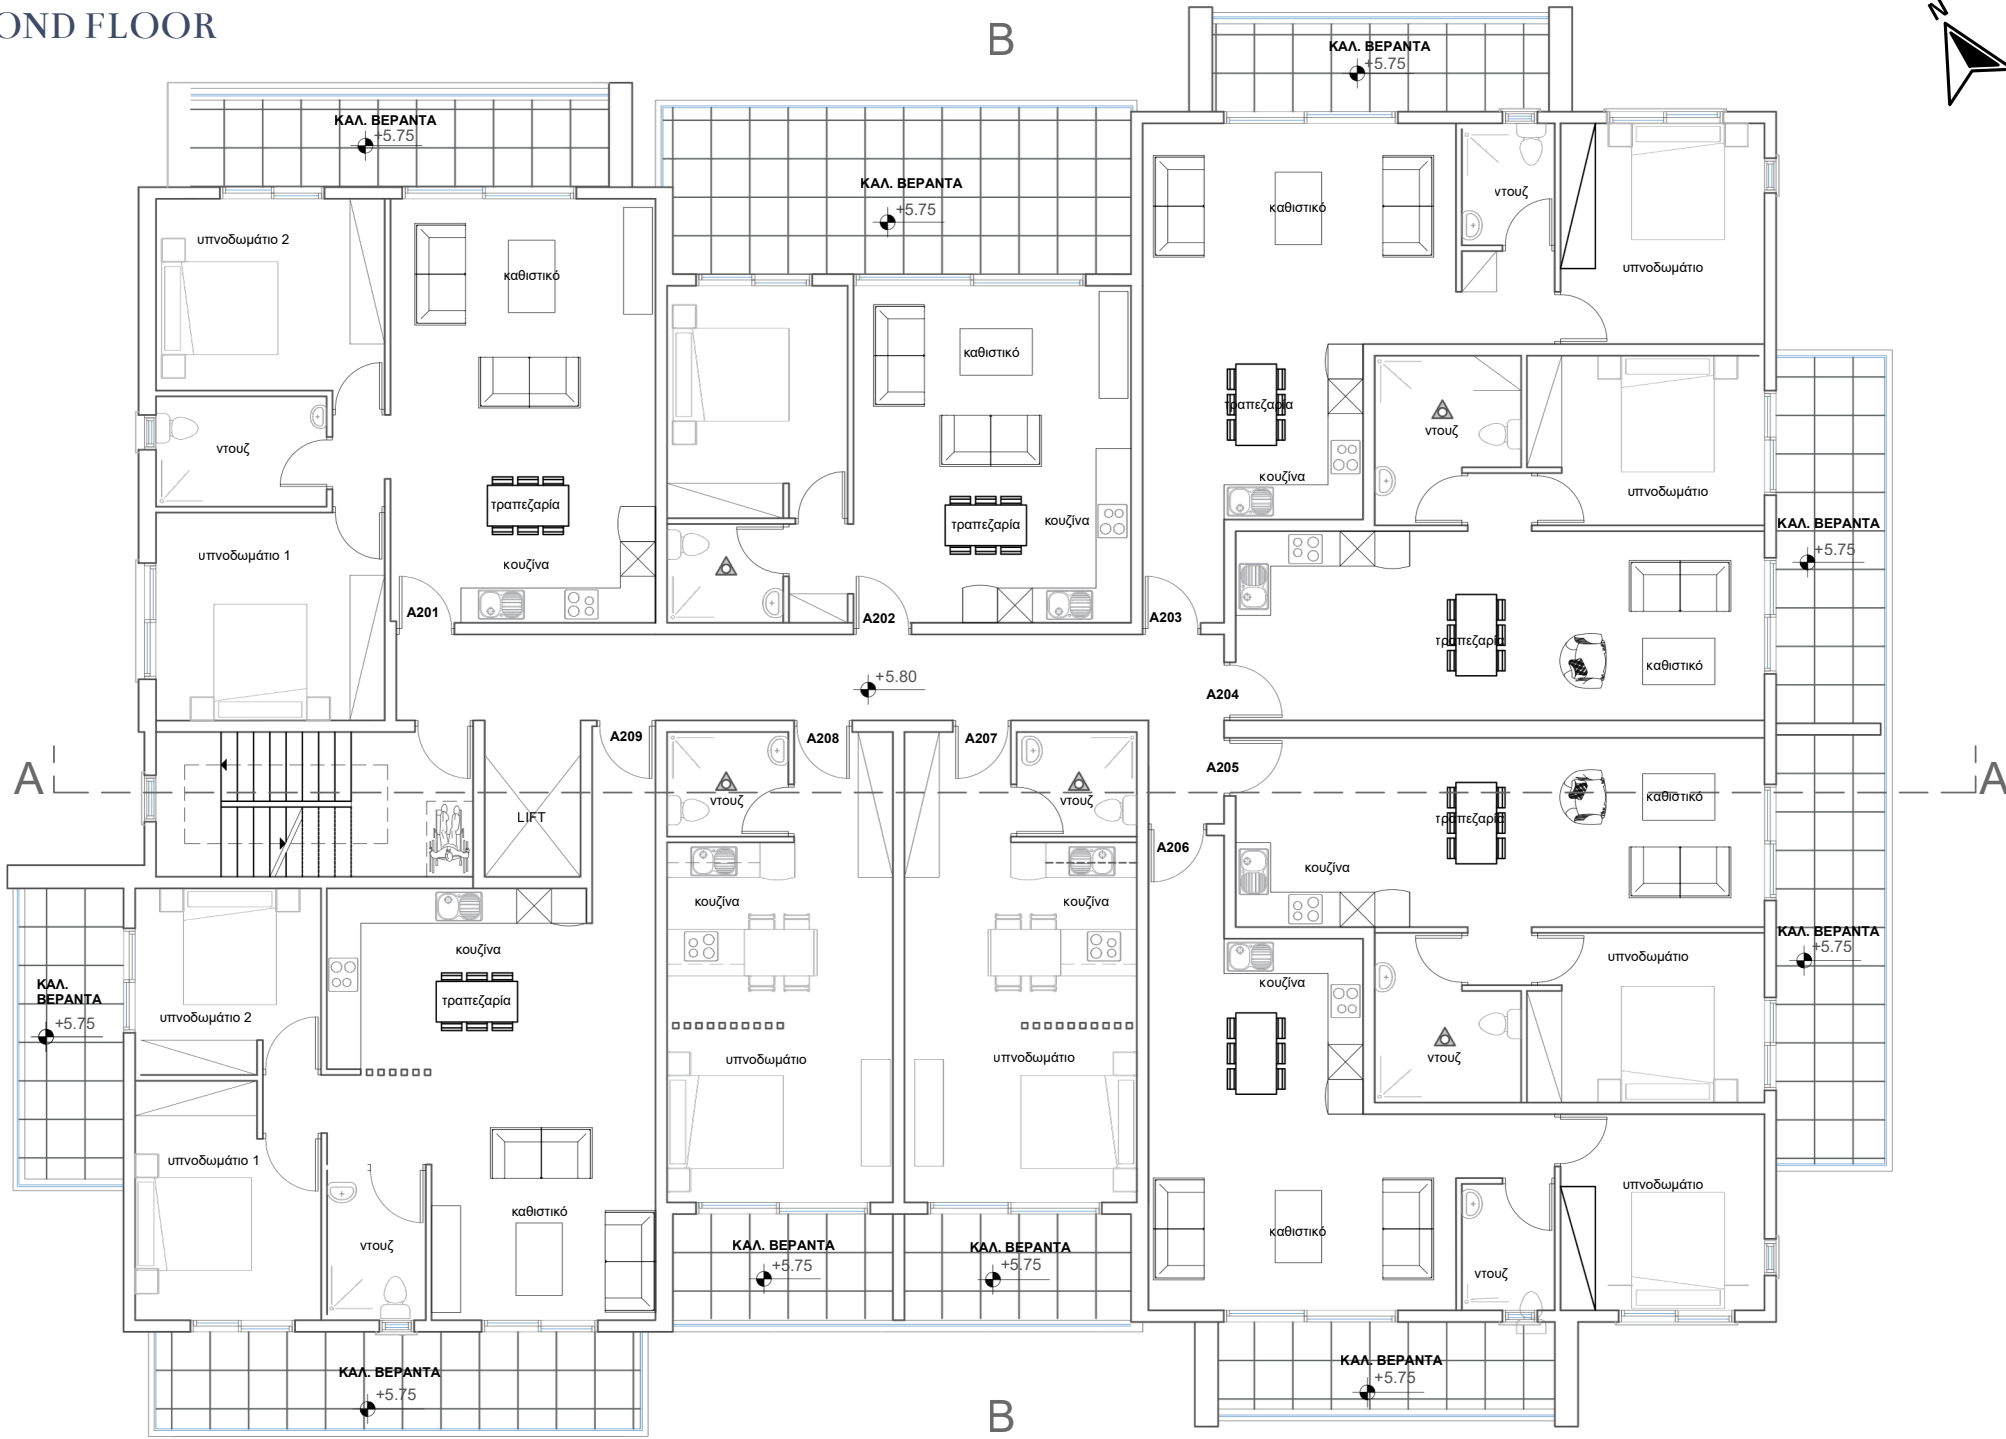 OND FLOOR
B
N
ΚΑΛ. ΒΕΡΑΝΤΑ
+5.75
ΚΑΛ. ΒΕΡΑΝΤΑ
+5.75
ΚΑΛ. ΒΕΡΑΝΤΑ
+5.75
υπνοδωμάτιο 2
καθιστικό
καθιστικό
ντουζ
υπνοδωμάτιο
καθιστικό
τραπεζαρία
ντουζ
ντουζ
κουζίνα
υπνοδωμάτιο
τραπεζαρία
τραπεζαρία
κουζίνα
ΚΑΛ. ΒΕΡΑΝΤΑ
+5.75
υπνοδωμάτιο 1
κουζίνα
A201
A202
A203
τραπεζαρία
καθιστικό
+5.80
A204
A209
A208
A207
A205
A
A
ντουζ
ντουζ
καθιστικό
LIFT
τραπεζαρία
A206
κουζίνα
κουζίνα
κουζίνα
κουζίνα
ΚΑΛ. ΒΕΡΑΝΤΑ
+5.75
υπνοδωμάτιο
κουζίνα
ΚΑΛ.
ΒΕΡΑΝΤΑ
+5.75
τραπεζαρία
υπνοδωμάτιο 2
υπνοδωμάτιο
υπνοδωμάτιο
ντουζ
υπνοδωμάτιο 1
υπνοδωμάτιο
καθιστικό
καθιστικό
ντουζ
ΚΑΛ. ΒΕΡΑΝΤΑ
+5.75
ΚΑΛ. ΒΕΡΑΝΤΑ
+5.75
ντουζ
ΚΑΛ. ΒΕΡΑΝΤΑ
+5.75
ΚΑΛ. ΒΕΡΑΝΤΑ
+5.75
B